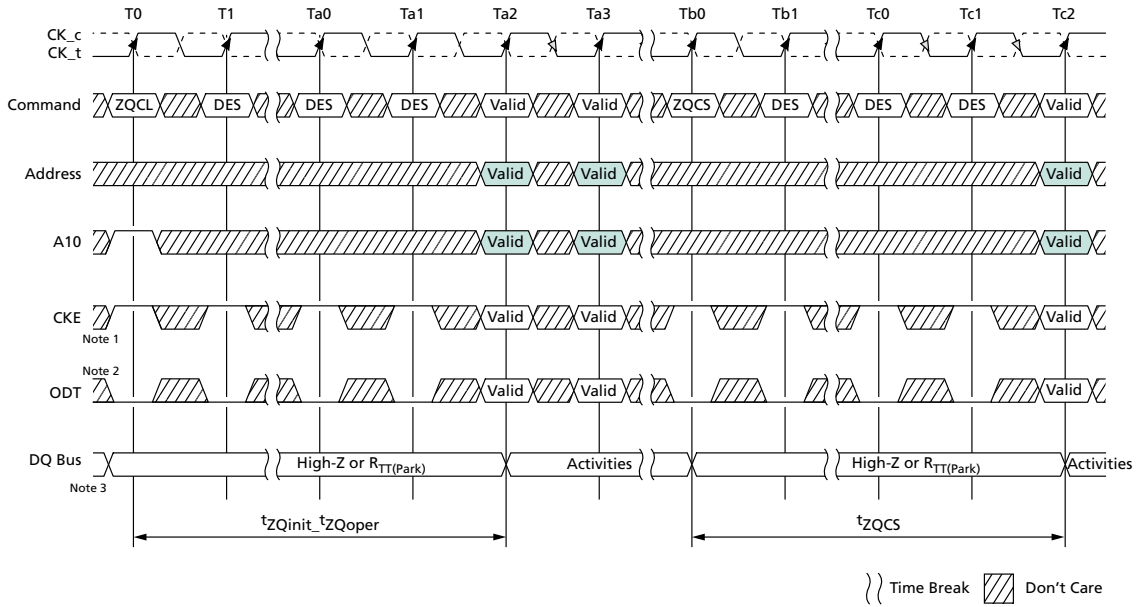 T0 T1 Ta0 Ta1 Ta2 Ta3 Tb0 Tb1 Tc0 Tc1 Tc2
CK_c
CK_t
Command ZQCL DES DES DES Valid Valid ZQCS DES DES DES Valid
Address Valid Valid Valid
A10 Valid Valid Valid
CKE Valid Valid Valid
Note 1
Note 2
ODT Valid Valid Valid
DQ Bus High-Z or RTT(Park) Activities High-Z or RTT(Park) Activities
Note 3
tZQinit_tZQoper tZQCS
Time Break Don't Care